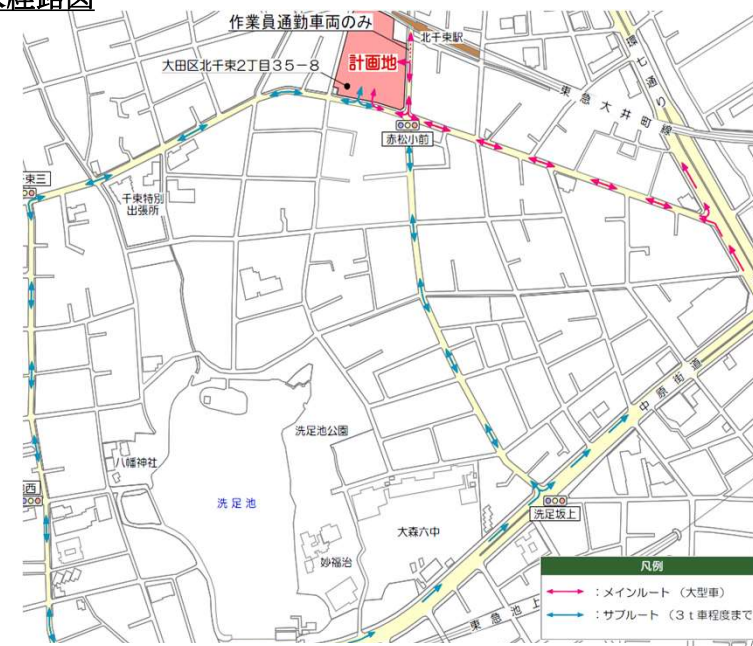 経路図
作業員通勤車両のみ
北千束駅
計画地
大田区北千束2丁目35-8
環七通り
東急大井町線
赤松小前
東三
千束特別
出張所
中原街道
洗足池公園
八幡神社
西
洗足池
大森六中
洗足坂上
妙福治
東急池上
凡例
:メインルート (大型車)
:サブルート (3t車程度まで